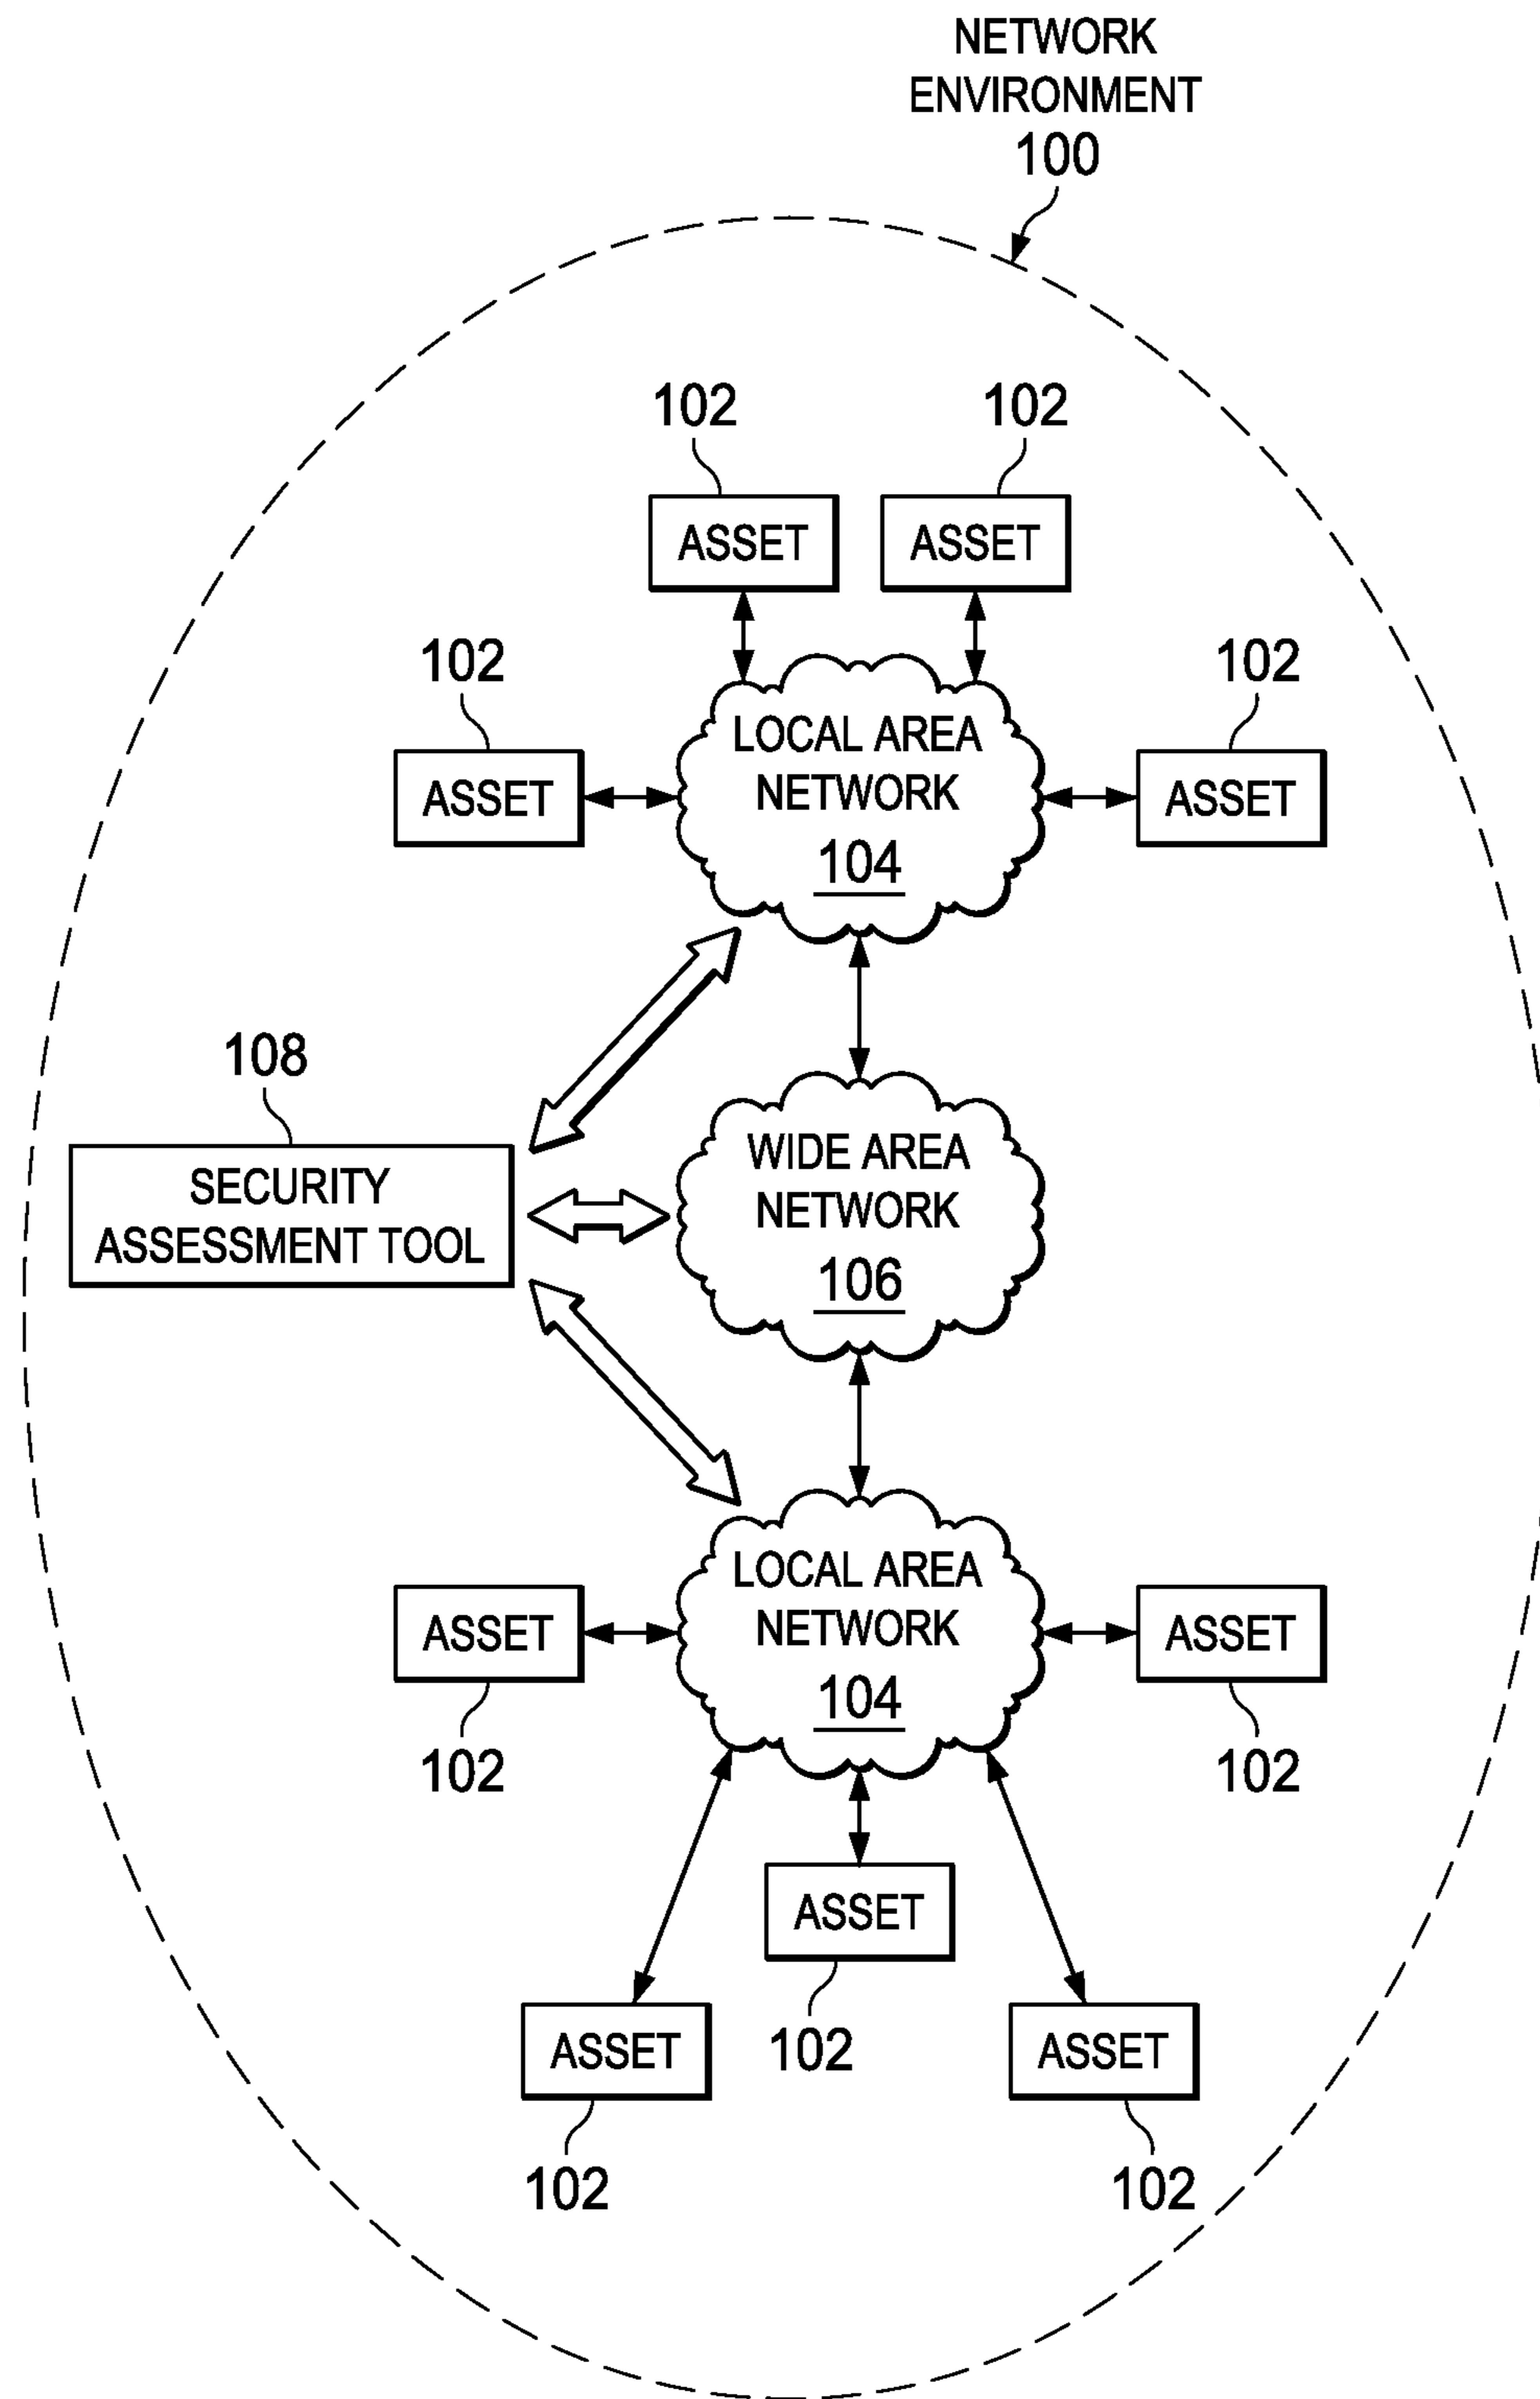 NETWORK
ENVIRONMENT
100
102
102
ASSET
ASSET
102
102
LOCAL AREA
NETWORK
104
ASSET
ASSET
108
SECURITY
ASSESSMENT TOOL
WIDE AREA
NETWORK
106
LOCAL AREA
NETWORK
104
ASSET
ASSET
102
102
ASSET
102
ASSET
ASSET
102
102